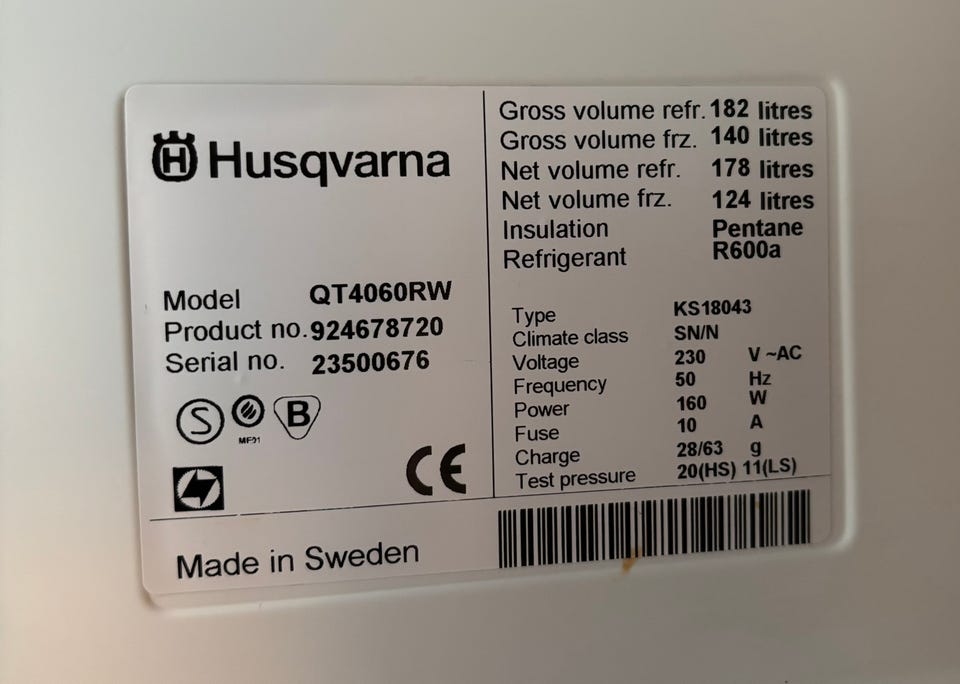 Husqvarna
Model QT4060RW
Product no. 924678720
Serial no. 23500676
S
B
CE
Made in Sweden
Gross volume refr. 182 litres
Gross volume frz. 140 litres
Net volume refr. 178 litres
Net volume frz. 124 litres
Insulation Pentane
Refrigerant R600a
Type KS18043
Climate class SN/N
Voltage 230 V ~AC
Frequency 50 Hz
Power 160 W
Fuse 10 A
Charge 28/63 g
Test pressure 20(HS) 11(LS)